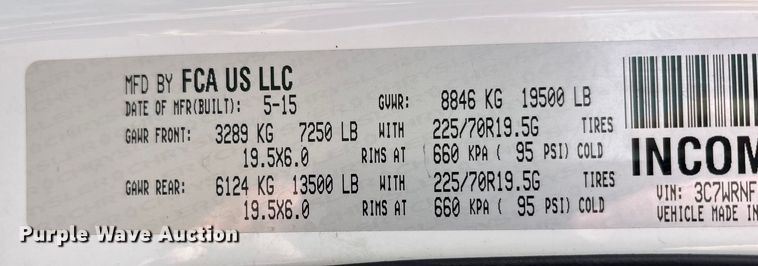 MFD BY FCA US LLC
DATE OF MFR(BUILT): 5-15 GVWR: 8846 KG 19500 LB
GAWR FRONT: 3289 KG 7250 LB WITH 225/70R19.5G TIRES
19.5X6.0 RIMS AT 660 KPA ( 95 PSI) COLD
GAWR REAR: 6124 KG 13500 LB WITH 225/70R19.5G TIRES
19.5X6.0 RIMS AT 660 KPA ( 95 PSI) COLD
INCOM
VIN: 3C7WRNF
VEHICLE MADE IN
Purple Wave Auction